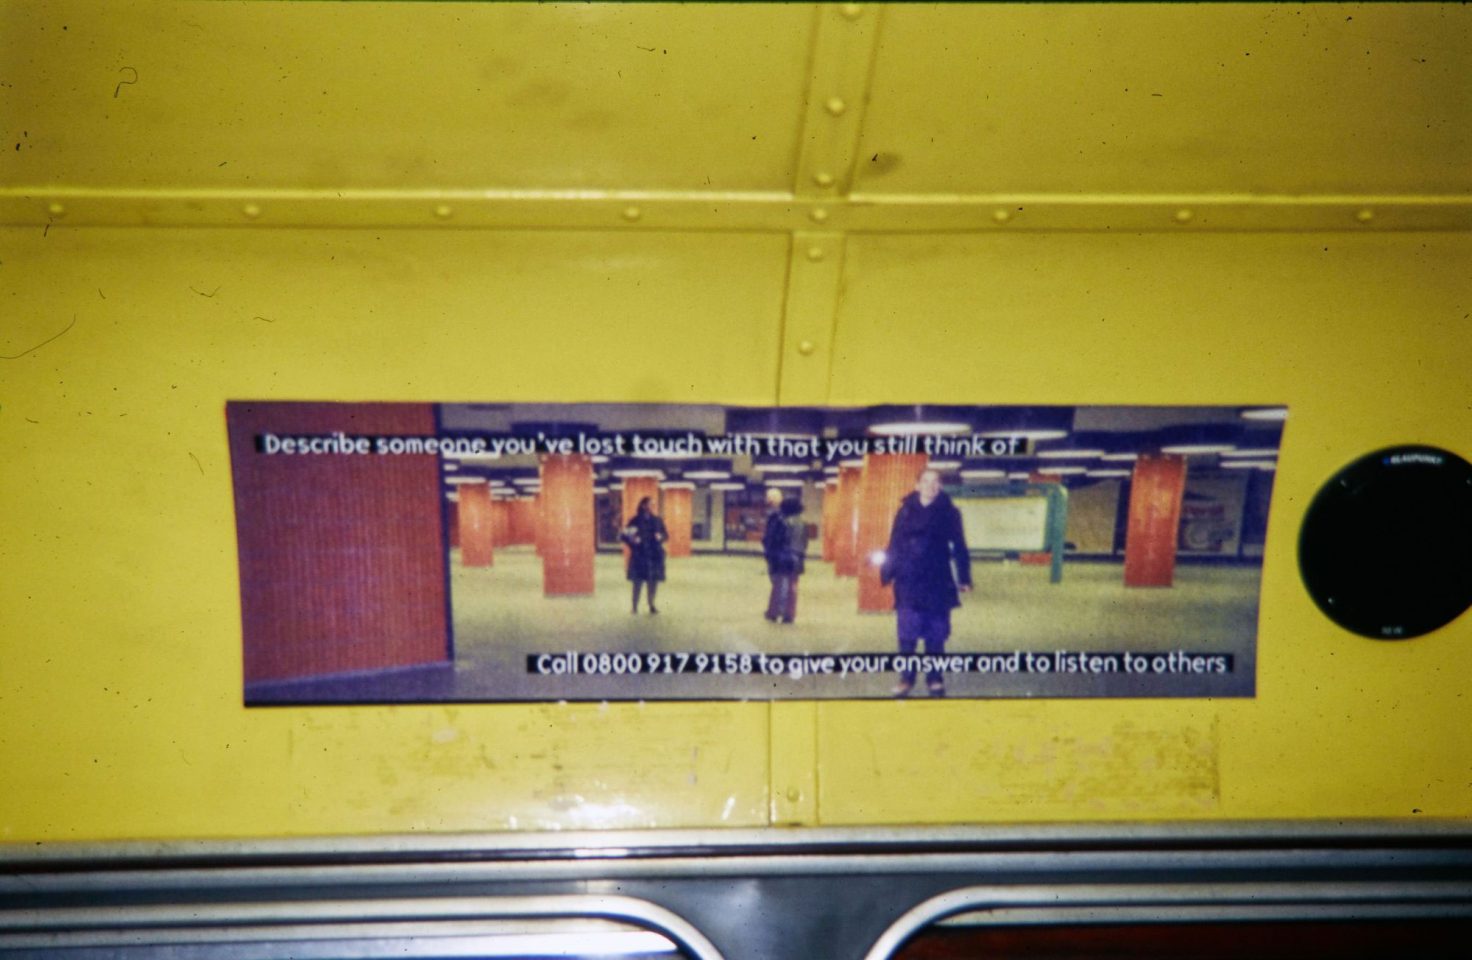 Describe someone you've lost touch with that you still think of
Call 0800 917 9158 to give your answer and to listen to others
BLAUPUNKT